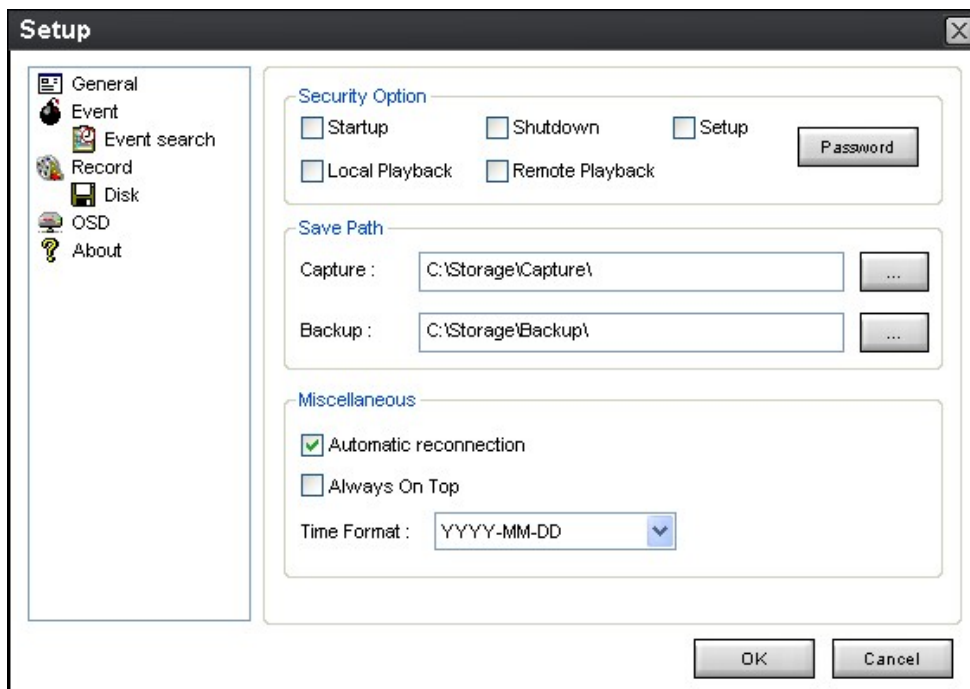 Setup
General
Event
Event search
Record
Disk
OSD
About
Security Option
Startup
Shutdown
Setup
Local Playback
Remote Playback
Password
Save Path
Capture :
C:\Storage\Capture\
...
Backup :
C:\Storage\Backup\
...
Miscellaneous
Automatic reconnection
Always On Top
Time Format :
YYYY-MM-DD
OK
Cancel